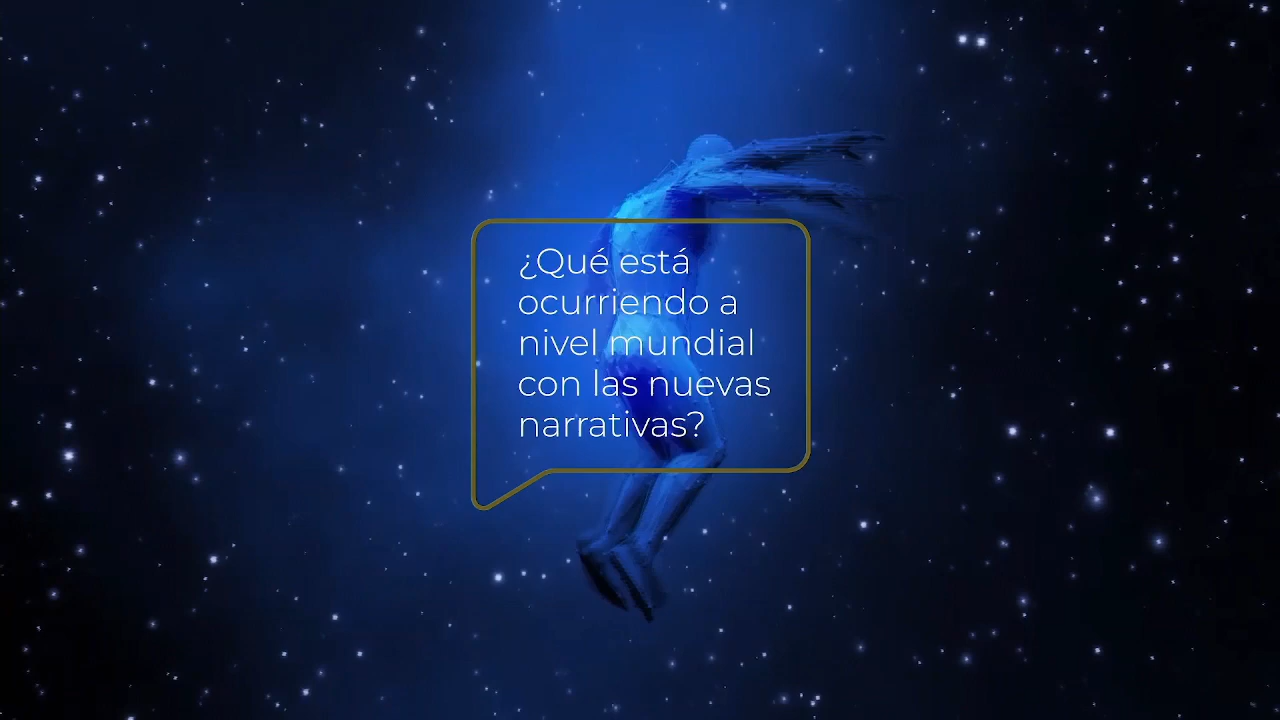 ¿Qué está
ocurriendo a
nivel mundial
con las nuevas
narrativas?